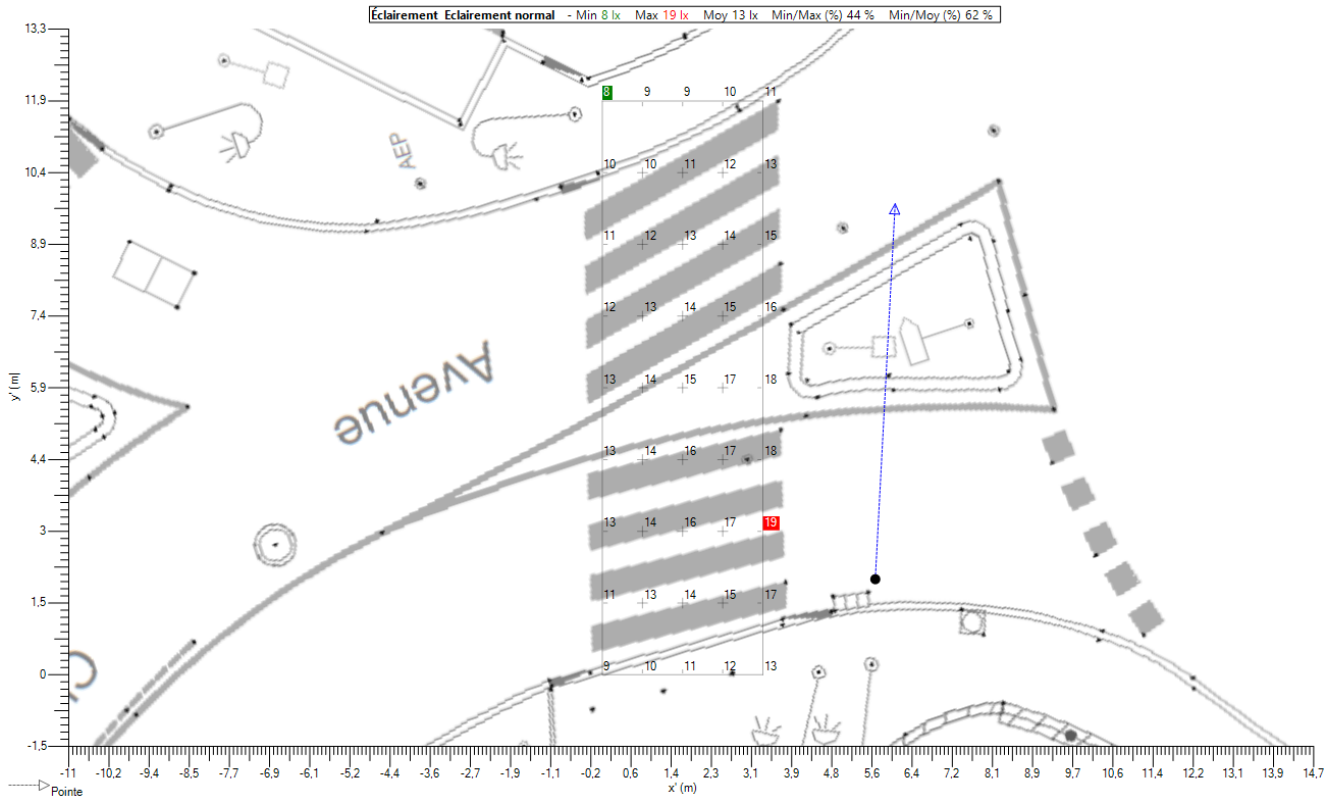 Éclairement Eclairement normal - Min 8 lx Max 19 lx Moy 13 lx Min/Max (%) 44 % Min/Moy (%) 62 %
13,3
11,9
8 9 9 10 11
AEP
10,4
10 10 11 12 13
8,9
11 12 13 14 15
7,4
12 13 14 15 16
y' (m)
5,9
13 14 15 17 18
Avenue
4,4
13 14 16 17 18
3
13 14 16 17 19
1,5
11 13 14 15 17
0
9 10 11 12 13
-1,5
-11 -10,2 -9,4 -8,5 -7,7 -6,9 -6,1 -5,2 -4,4 -3,6 -2,7 -1,9 -1,1 -0,2 0,6 1,4 2,3 3,1 3,9 4,8 5,6 6,4 7,2 8,1 8,9 9,7 10,6 11,4 12,2 13,1 13,9 14,7
x' (m)
Pointe